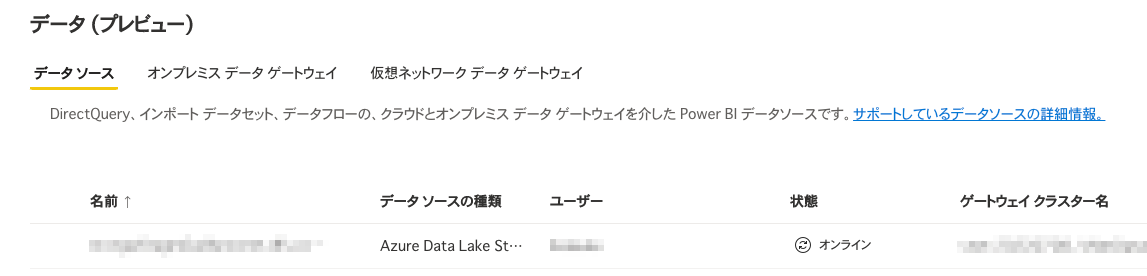 データ (プレビュー)
データ ソース オンプレミス データ ゲートウェイ 仮想ネットワーク データ ゲートウェイ
DirectQuery、インポート データセット、データフローの、クラウドとオンプレミス データ ゲートウェイを介した Power BI データソースです。サポートしているデータソースの詳細情報。
名前 ↑ データ ソースの種類 ユーザー 状態 ゲートウェイ クラスター名
Azure Data Lake St… オンライン